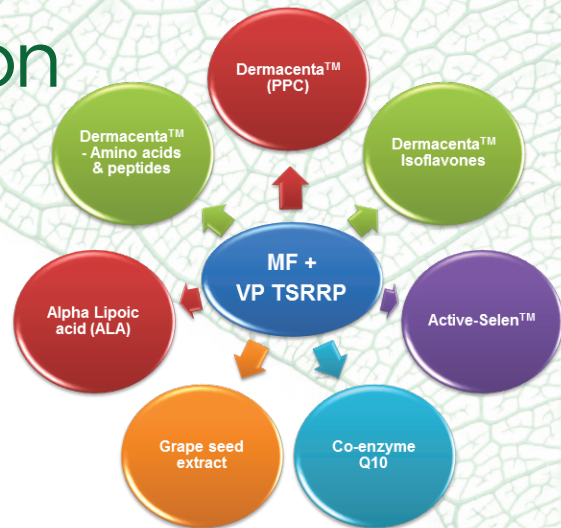 on
Dermacenta™
(PPC)
Dermacenta™
- Amino acids
& peptides
Dermacenta™
Isoflavones
MF +
VP TSRRP
Alpha Lipoic
acid (ALA)
Active-Selen™
Grape seed
extract
Co-enzyme
Q10